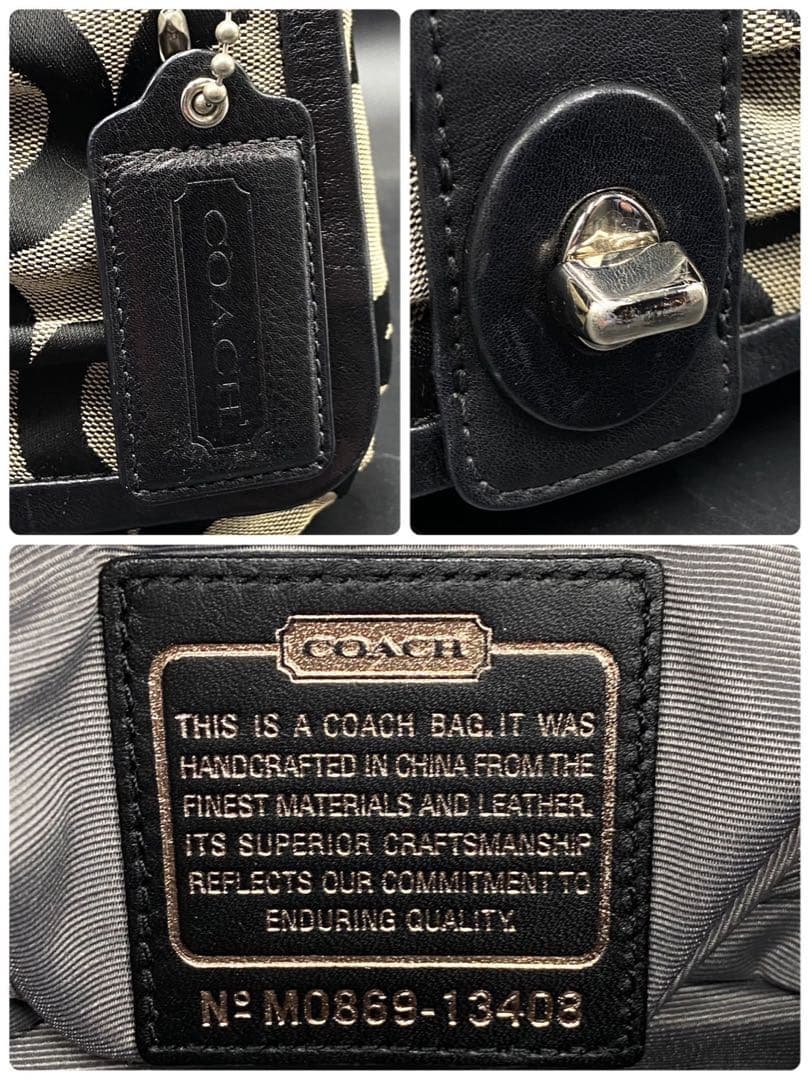 COACH
COACH
THIS IS A COACH BAG. IT WAS
HANDCRAFTED IN CHINA FROM THE
FINEST MATERIALS AND LEATHER.
ITS SUPERIOR CRAFTSMANSHIP
REFLECTS OUR COMMITMENT TO
ENDURING QUALITY.
Nº M0869-13408